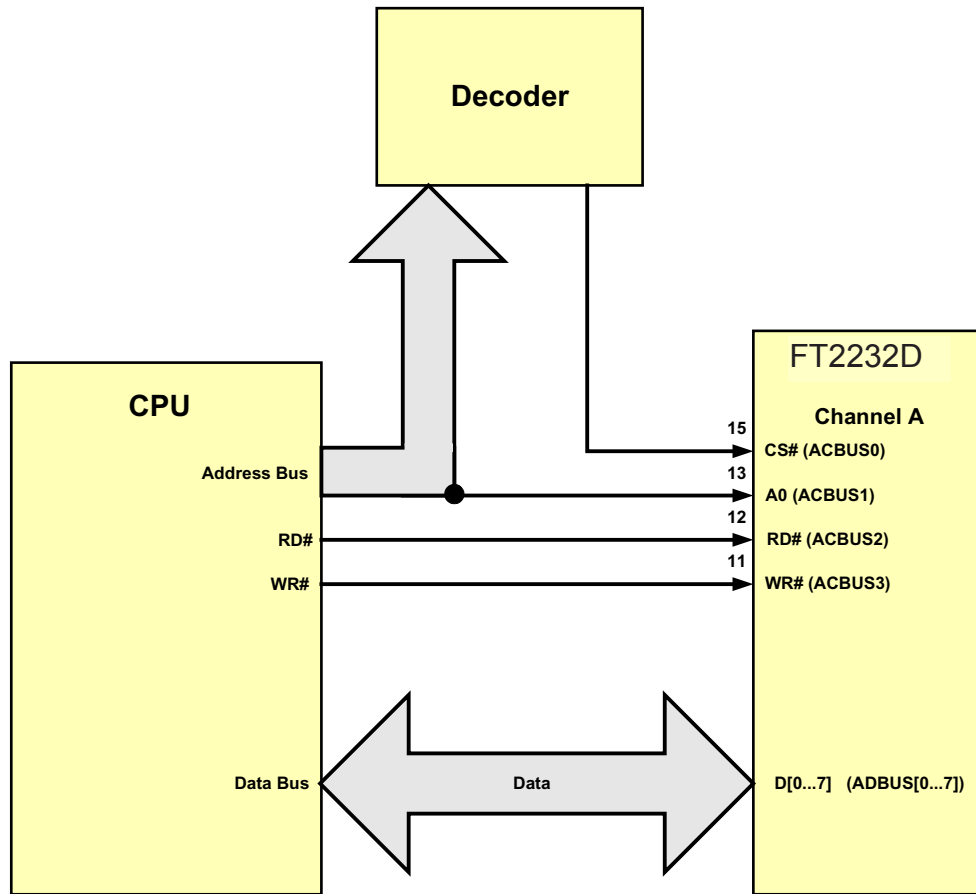 Decoder
FT2232D
CPU
Channel A
15
CS# (ACBUS0)
Address Bus
13
A0 (ACBUS1)
12
RD#
RD# (ACBUS2)
11
WR#
WR# (ACBUS3)
Data Bus
Data
D[0...7] (ADBUS[0...7])